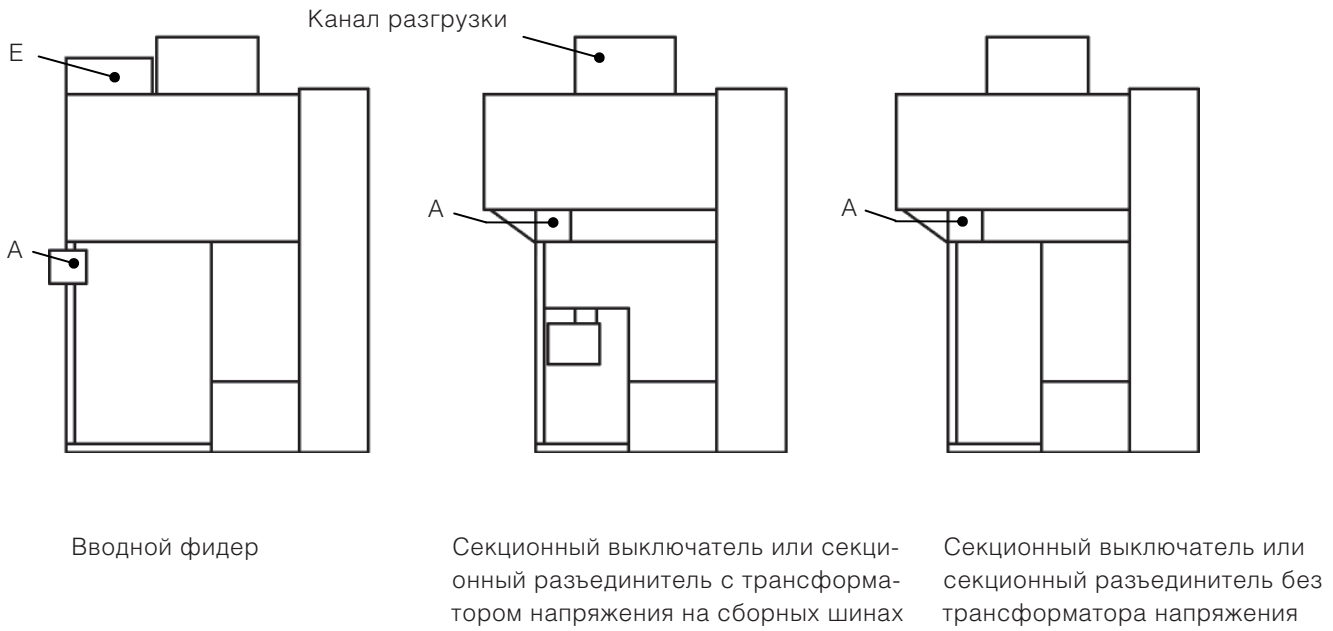 Канал разгрузки
E
A
A
A
Вводной фидер
Секционный выключатель или секци-
онный разъединитель с трансформа-
тором напряжения на сборных шинах
Секционный выключатель или
секционный разъединитель без
трансформатора напряжения